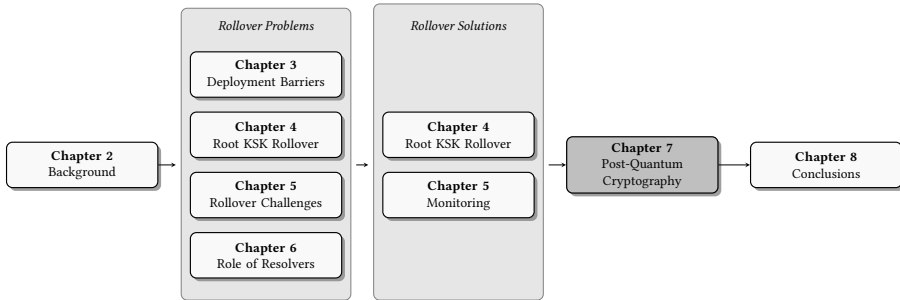 Chapter 2
Background
Rollover Problems
Chapter 3
Deployment Barriers
Chapter 4
Root KSK Rollover
Chapter 5
Rollover Challenges
Chapter 6
Role of Resolvers
Rollover Solutions
Chapter 4
Root KSK Rollover
Chapter 5
Monitoring
Chapter 7
Post-Quantum
Cryptography
Chapter 8
Conclusions